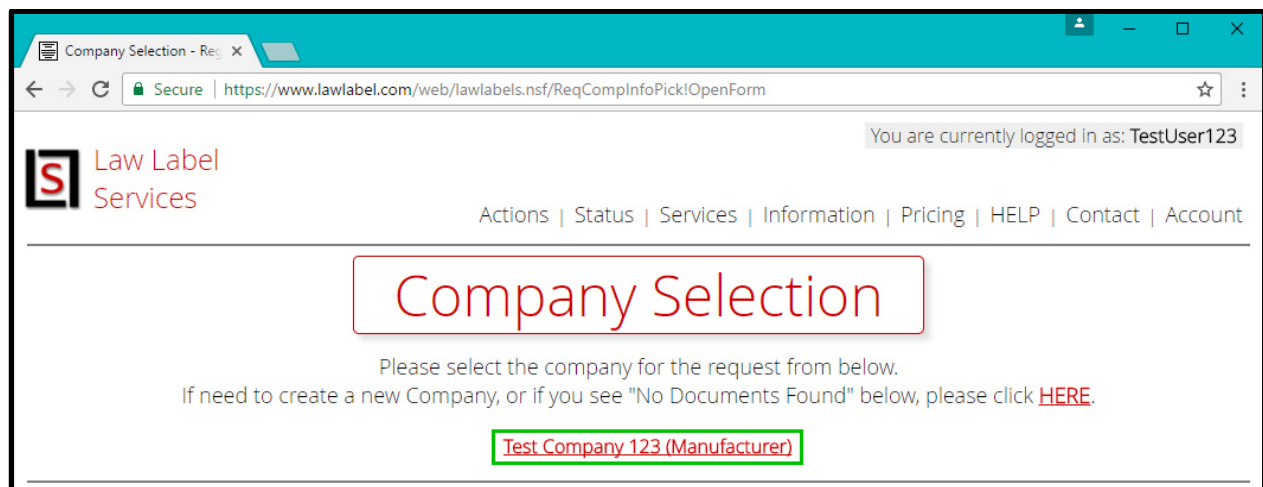 Company Selection - Req
Secure | https://www.lawlabel.com/web/lawlabels.nsf/ReqCompInfoPick!OpenForm
You are currently logged in as: TestUser123
LS
Law Label
Services
Actions | Status | Services | Information | Pricing | HELP | Contact | Account
Company Selection
Please select the company for the request from below.
If need to create a new Company, or if you see "No Documents Found" below, please click HERE.
Test Company 123 (Manufacturer)